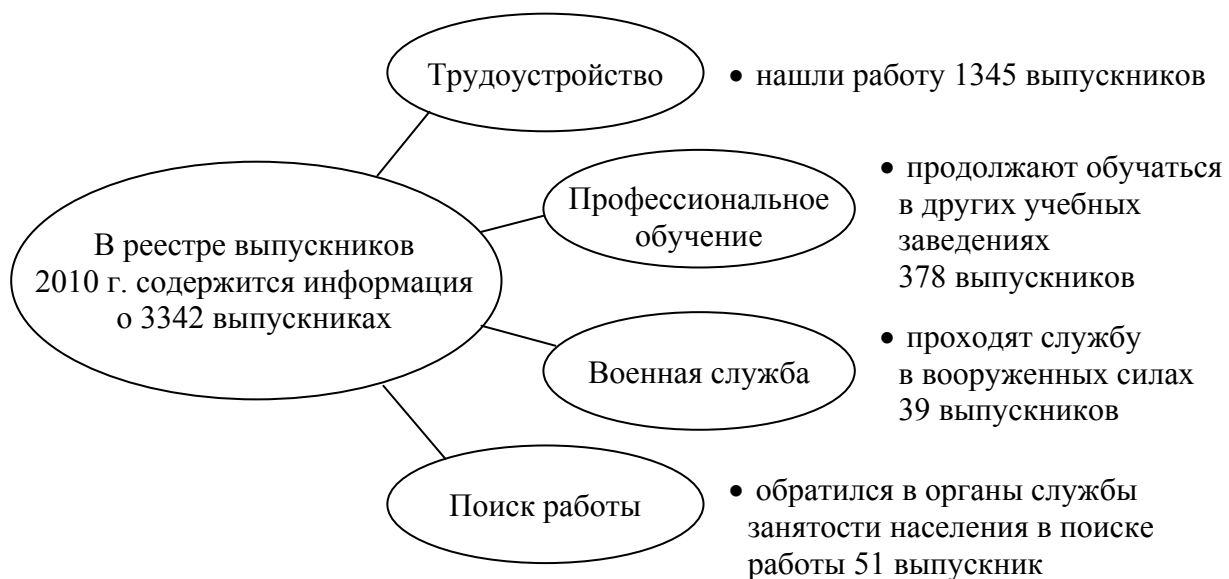 Трудоустройство
• нашли работу 1345 выпускников
В реестре выпускников
2010 г. содержится информация
о 3342 выпускниках
Профессиональное
обучение
• продолжают обучаться
в других учебных
заведениях
378 выпускников
Военная служба
• проходят службу
в вооруженных силах
39 выпускников
Поиск работы
• обратился в органы службы
занятости населения в поиске
работы 51 выпускник